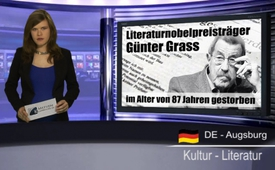 Literaturnobelpreisträger
Günter Grass
im Alter von 87 Jahren gestorben
DE - Augsburg
Kultur - Literatur